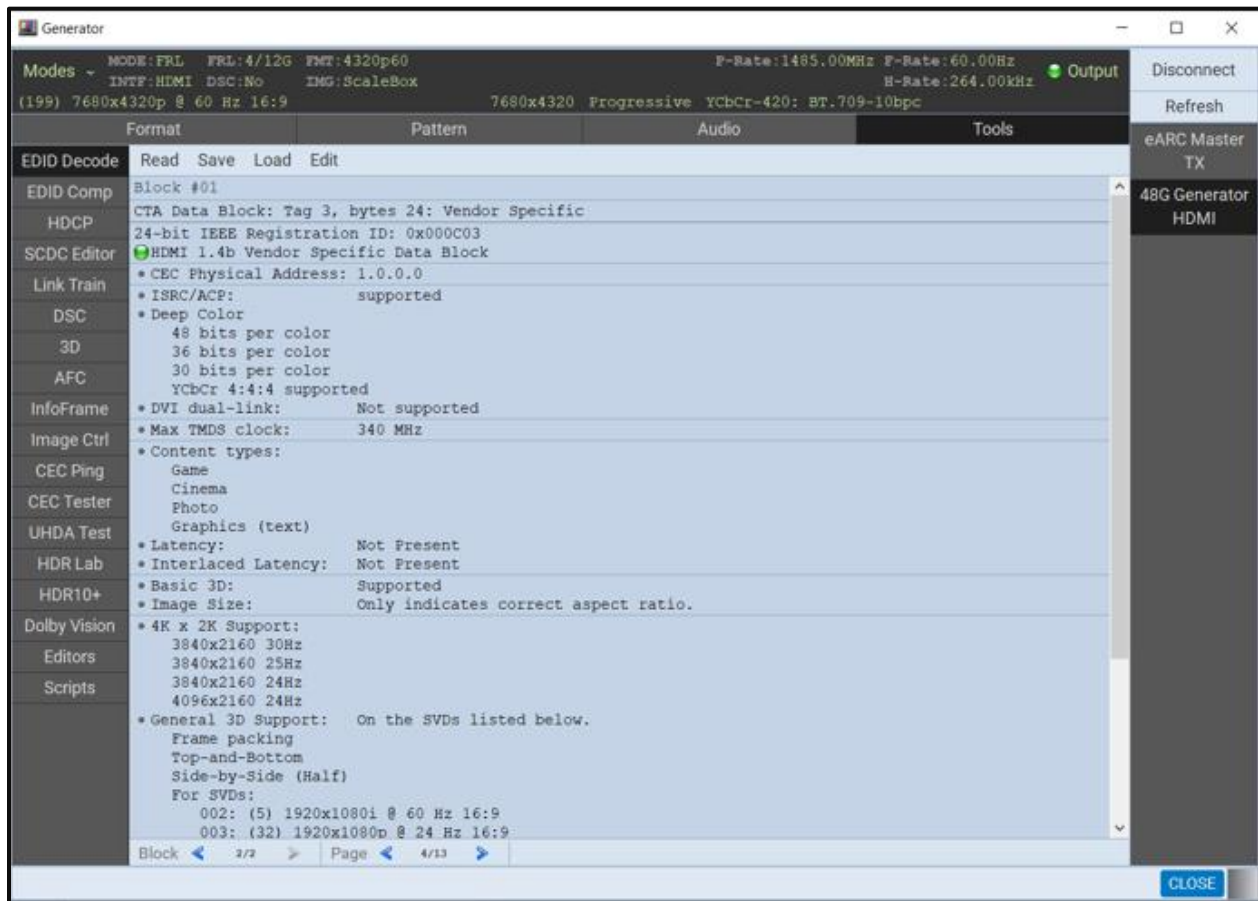 Generator
Modes
MODE:FRL FRL:4/12G FMT:4320p60 P-Rate:1485.00MHz F-Rate:60.00Hz
INTF:HDMI DSC:No IMG:ScaleBox H-Rate:264.00kHz
Output
(199) 7680x4320p @ 60 Hz 16:9 7680x4320 Progressive YCbCr-420: BT.709-10bpc
Disconnect
Refresh
Format Pattern Audio Tools
eARC Master
TX
48G Generator
HDMI
EDID Decode
EDID Comp
HDCP
SCDC Editor
Link Train
DSC
3D
AFC
InfoFrame
Image Ctrl
CEC Ping
CEC Tester
UHDA Test
HDR Lab
HDR10+
Dolby Vision
Editors
Scripts
Read Save Load Edit
Block #01
CTA Data Block: Tag 3, bytes 24: Vendor Specific
24-bit IEEE Registration ID: 0x000C03
HDMI 1.4b Vendor Specific Data Block
• CEC Physical Address: 1.0.0.0
• ISRC/ACP: supported
• Deep Color
48 bits per color
36 bits per color
30 bits per color
YCbCr 4:4:4 supported
• DVI dual-link: Not supported
• Max TMDS clock: 340 MHz
• Content types:
Game
Cinema
Photo
Graphics (text)
• Latency: Not Present
• Interlaced Latency: Not Present
• Basic 3D: Supported
• Image Size: Only indicates correct aspect ratio.
• 4K x 2K Support:
3840x2160 30Hz
3840x2160 25Hz
3840x2160 24Hz
4096x2160 24Hz
• General 3D Support: On the SVDs listed below.
Frame packing
Top-and-Bottom
Side-by-Side (Half)
For SVDs:
002: (5) 1920x1080i @ 60 Hz 16:9
003: (32) 1920x1080p @ 24 Hz 16:9
Block 2/2 Page 4/13
CLOSE